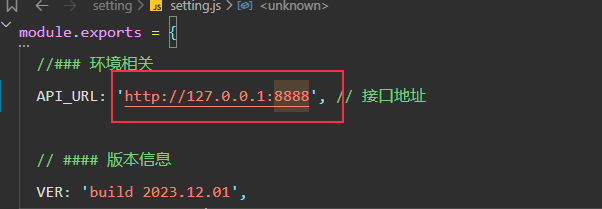 setting > JS setting.js > <unknown>
module.exports = {
//### 环境相关
API_URL: 'http://127.0.0.1:8888', // 接口地址
// #### 版本信息
VER: 'build 2023.12.01',